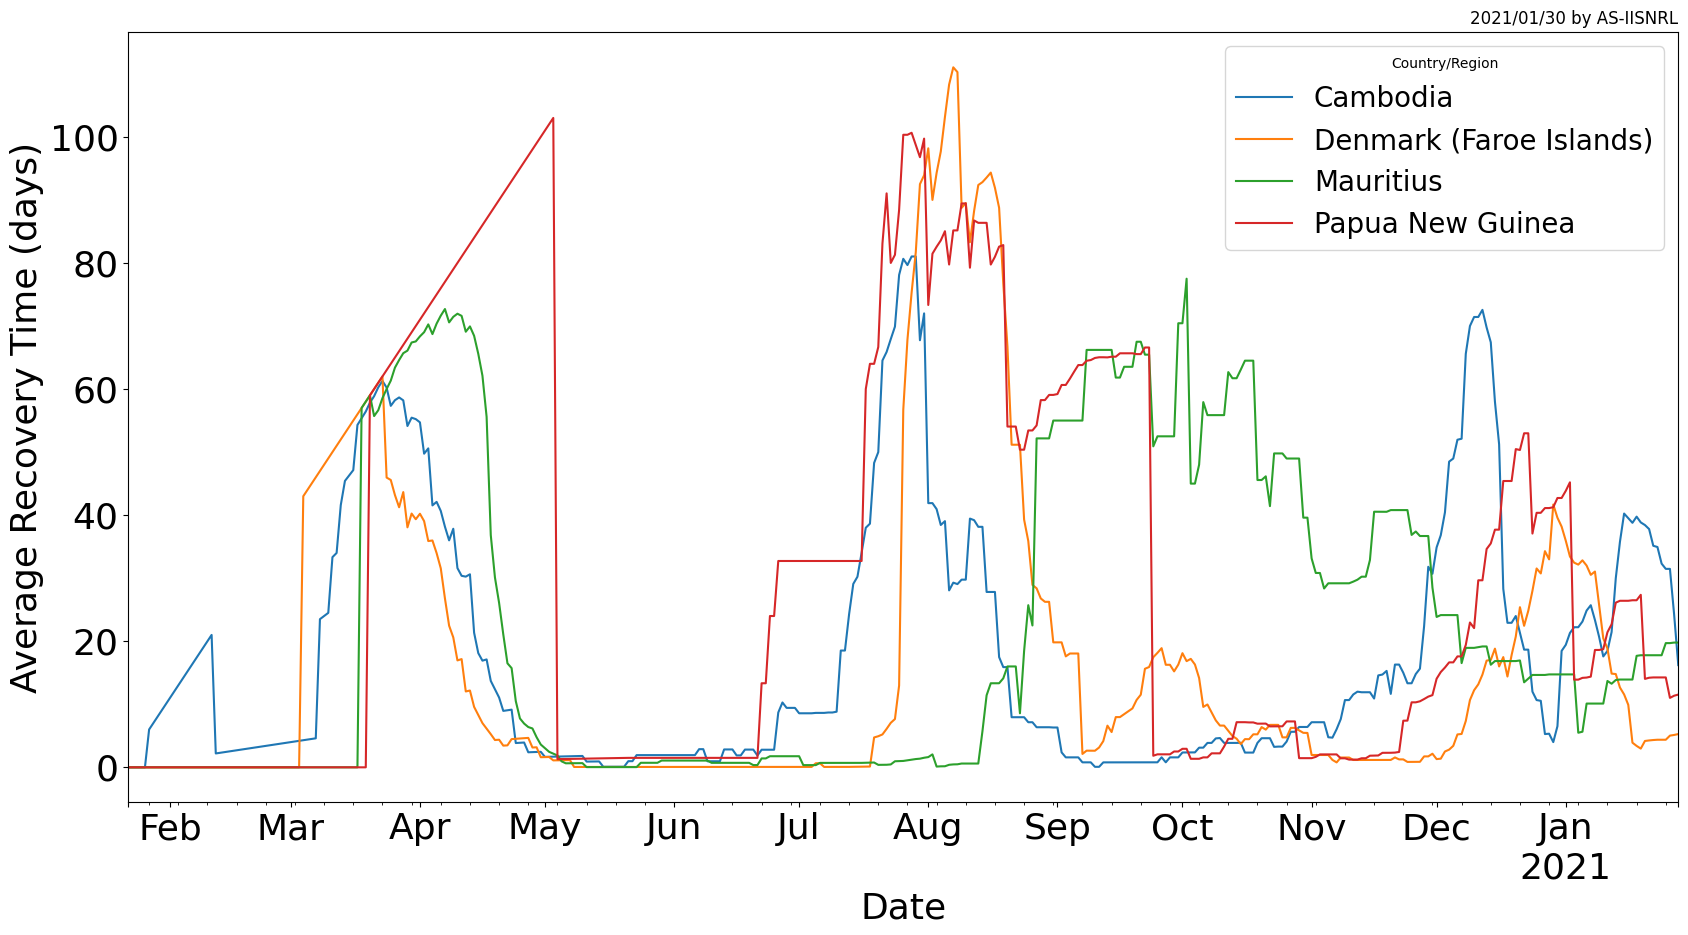 2021/01/30 by AS-IISNRL
Country/Region
Cambodia
Denmark (Faroe Islands)
Mauritius
Papua New Guinea
Average Recovery Time (days)
100
80
60
40
20
0
Feb Mar Apr May Jun Jul Aug Sep Oct Nov Dec Jan
2021
Date